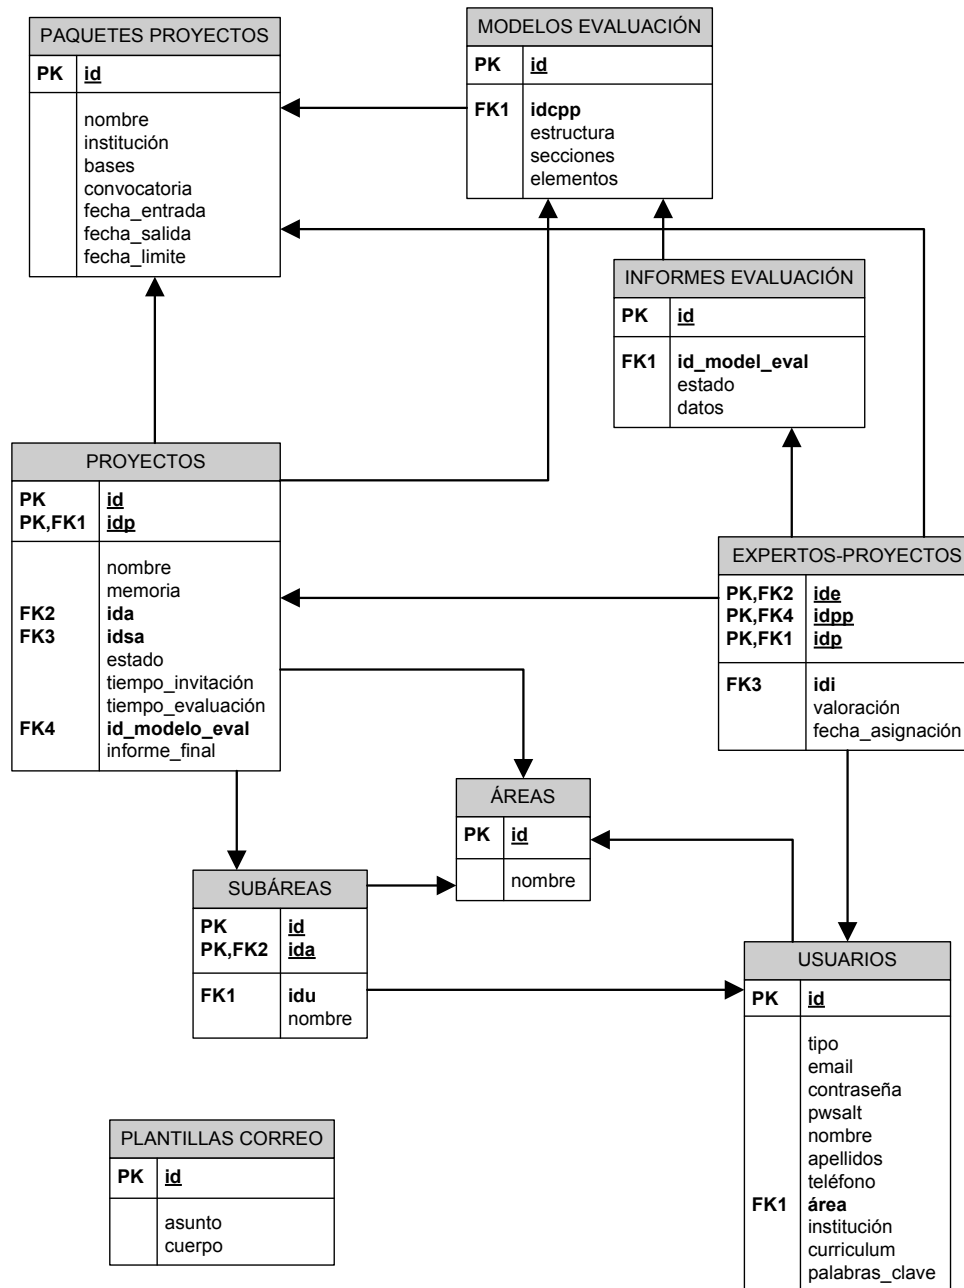 PAQUETES PROYECTOS
PK id
nombre
institución
bases
convocatoria
fecha_entrada
fecha_salida
fecha_limite
MODELOS EVALUACIÓN
PK id
FK1 idcpp
estructura
secciones
elementos
INFORMES EVALUACIÓN
PK id
FK1 id_model_eval
estado
datos
PROYECTOS
PK id
PK,FK1 idp
nombre
memoria
FK2 ida
FK3 idsa
estado
tiempo_invitación
tiempo_evaluación
FK4 id_modelo_eval
informe_final
EXPERTOS-PROYECTOS
PK,FK2 ide
PK,FK4 idpp
PK,FK1 idp
FK3 idi
valoración
fecha_asignación
ÁREAS
PK id
nombre
SUBÁREAS
PK id
PK,FK2 ida
FK1 idu
nombre
USUARIOS
PK id
tipo
email
contraseña
pwsalt
nombre
apellidos
teléfono
FK1 área
institución
curriculum
palabras_clave
PLANTILLAS CORREO
PK id
asunto
cuerpo